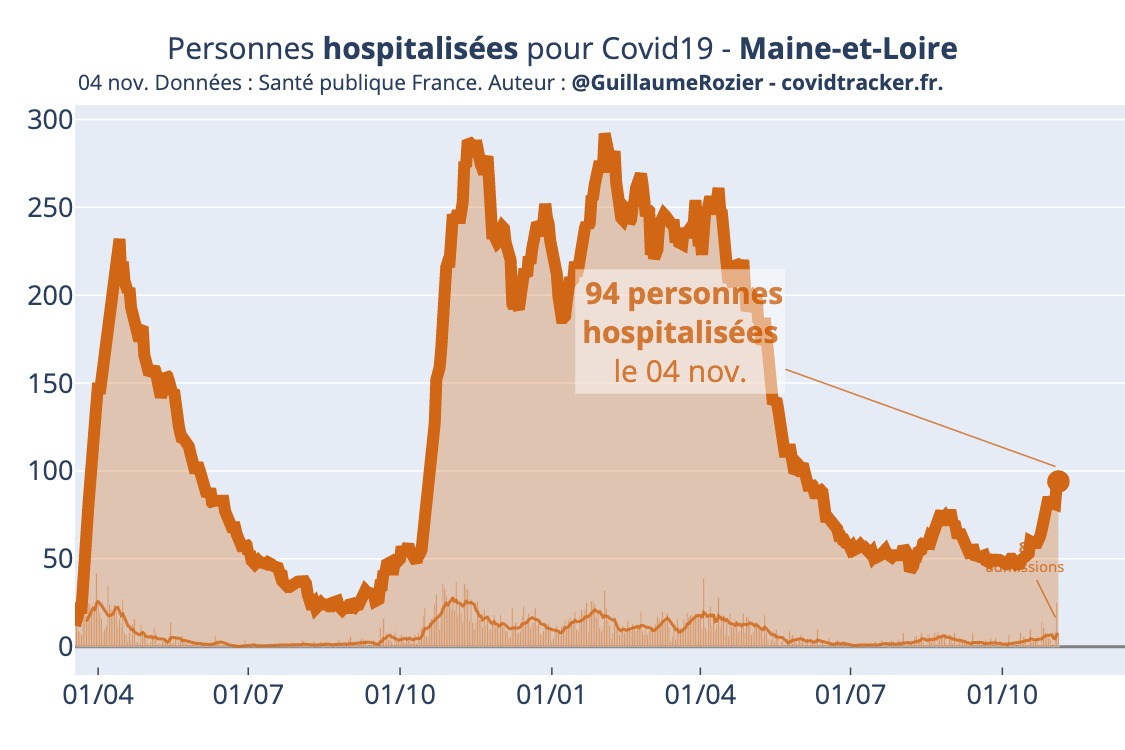 Personnes hospitalisées pour Covid19 - Maine-et-Loire
04 nov. Données : Santé publique France. Auteur : @GuillaumeRozier - covidtracker.fr.
300
250
200
150
100
50
0
94 personnes
hospitalisées
le 04 nov.
admissions
01/04 01/07 01/10 01/01 01/04 01/07 01/10